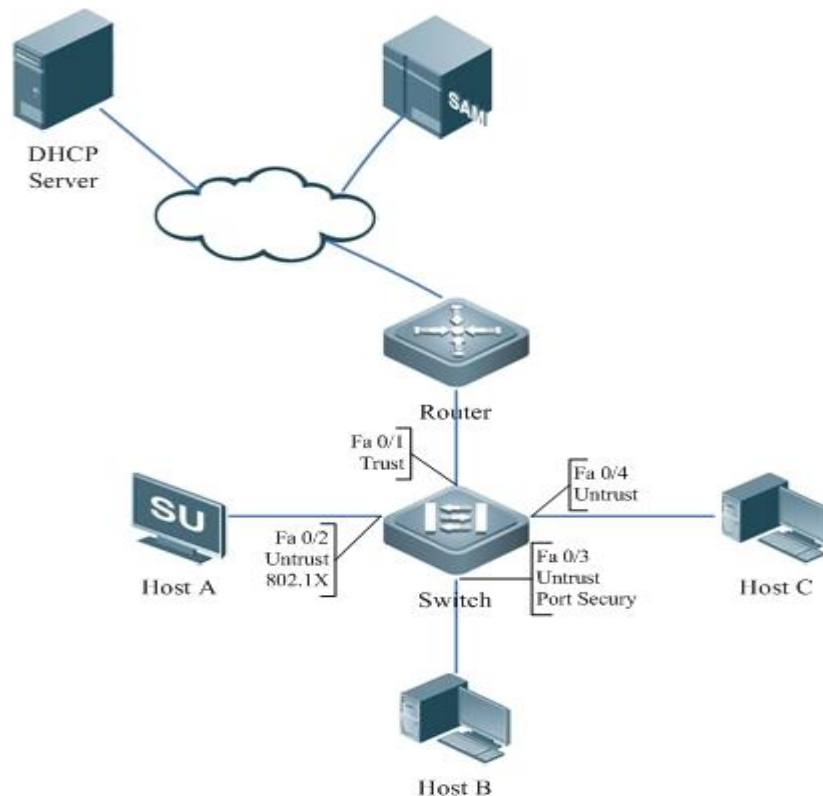 SAM
DHCP
Server
Router
Fa 0/1
Trust
Fa 0/4
Untrust
SU
Fa 0/2
Untrust
802.1X
Fa 0/3
Untrust
Port Secury
Host A
Switch
Host C
Host B